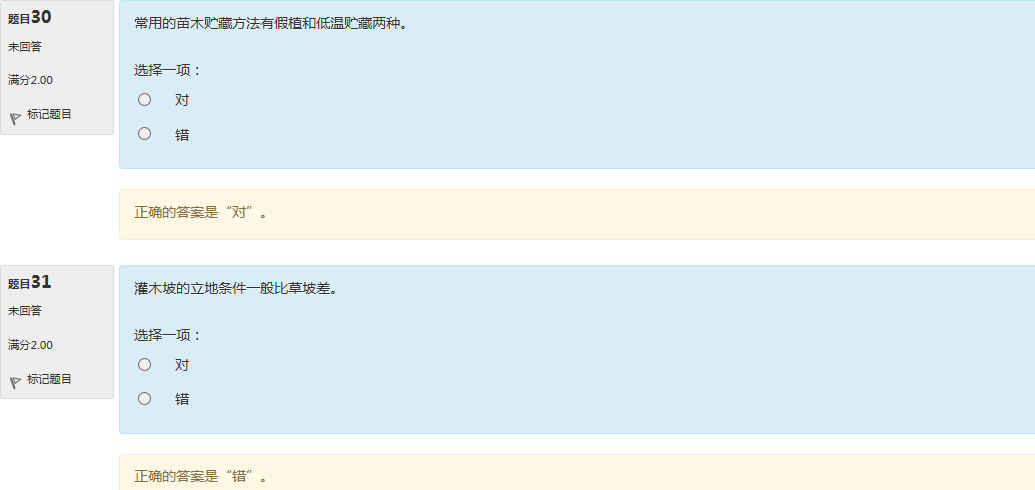 题目30
未回答
满分2.00
标记题目
常用的苗木贮藏方法有假植和低温贮藏两种。
选择一项：
对
错
正确的答案是“对”。
题目31
未回答
满分2.00
标记题目
灌木坡的立地条件一般比草坡差。
选择一项：
对
错
正确的答案是“错”。